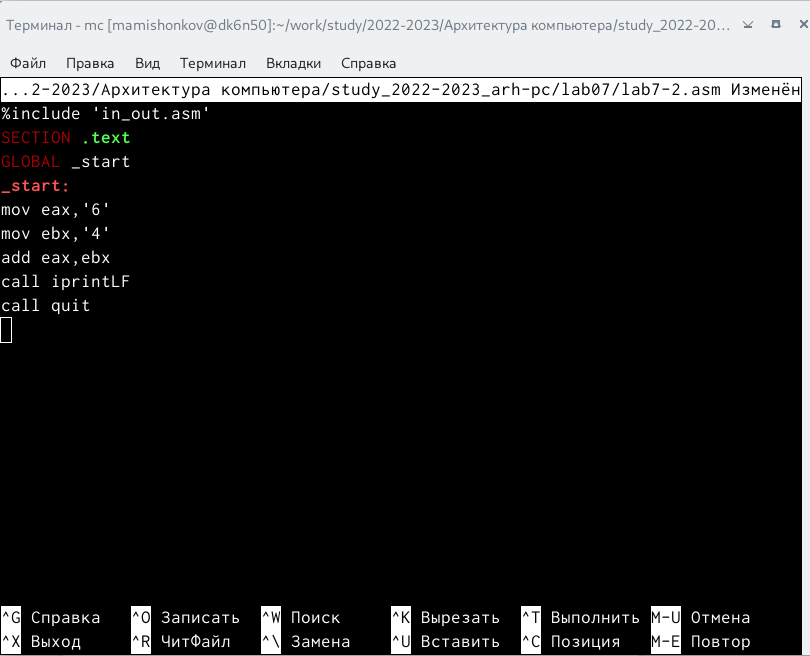 Терминал - mc [mamishonkov@dk6n50]:~/work/study/2022-2023/Архитектура компьютера/study_2022-20...
Файл Правка Вид Терминал Вкладки Справка
...2-2023/Архитектура компьютера/study_2022-2023_arh-pc/lab07/lab7-2.asm Изменён
%include 'in_out.asm'
SECTION .text
GLOBAL _start
_start:
mov eax,'6'
mov ebx,'4'
add eax,ebx
call iprintLF
call quit
^G Справка ^O Записать ^W Поиск ^K Вырезать ^T Выполнить M-U Отмена
^X Выход ^R ЧитФайл ^\ Замена ^U Вставить ^C Позиция M-E Повтор